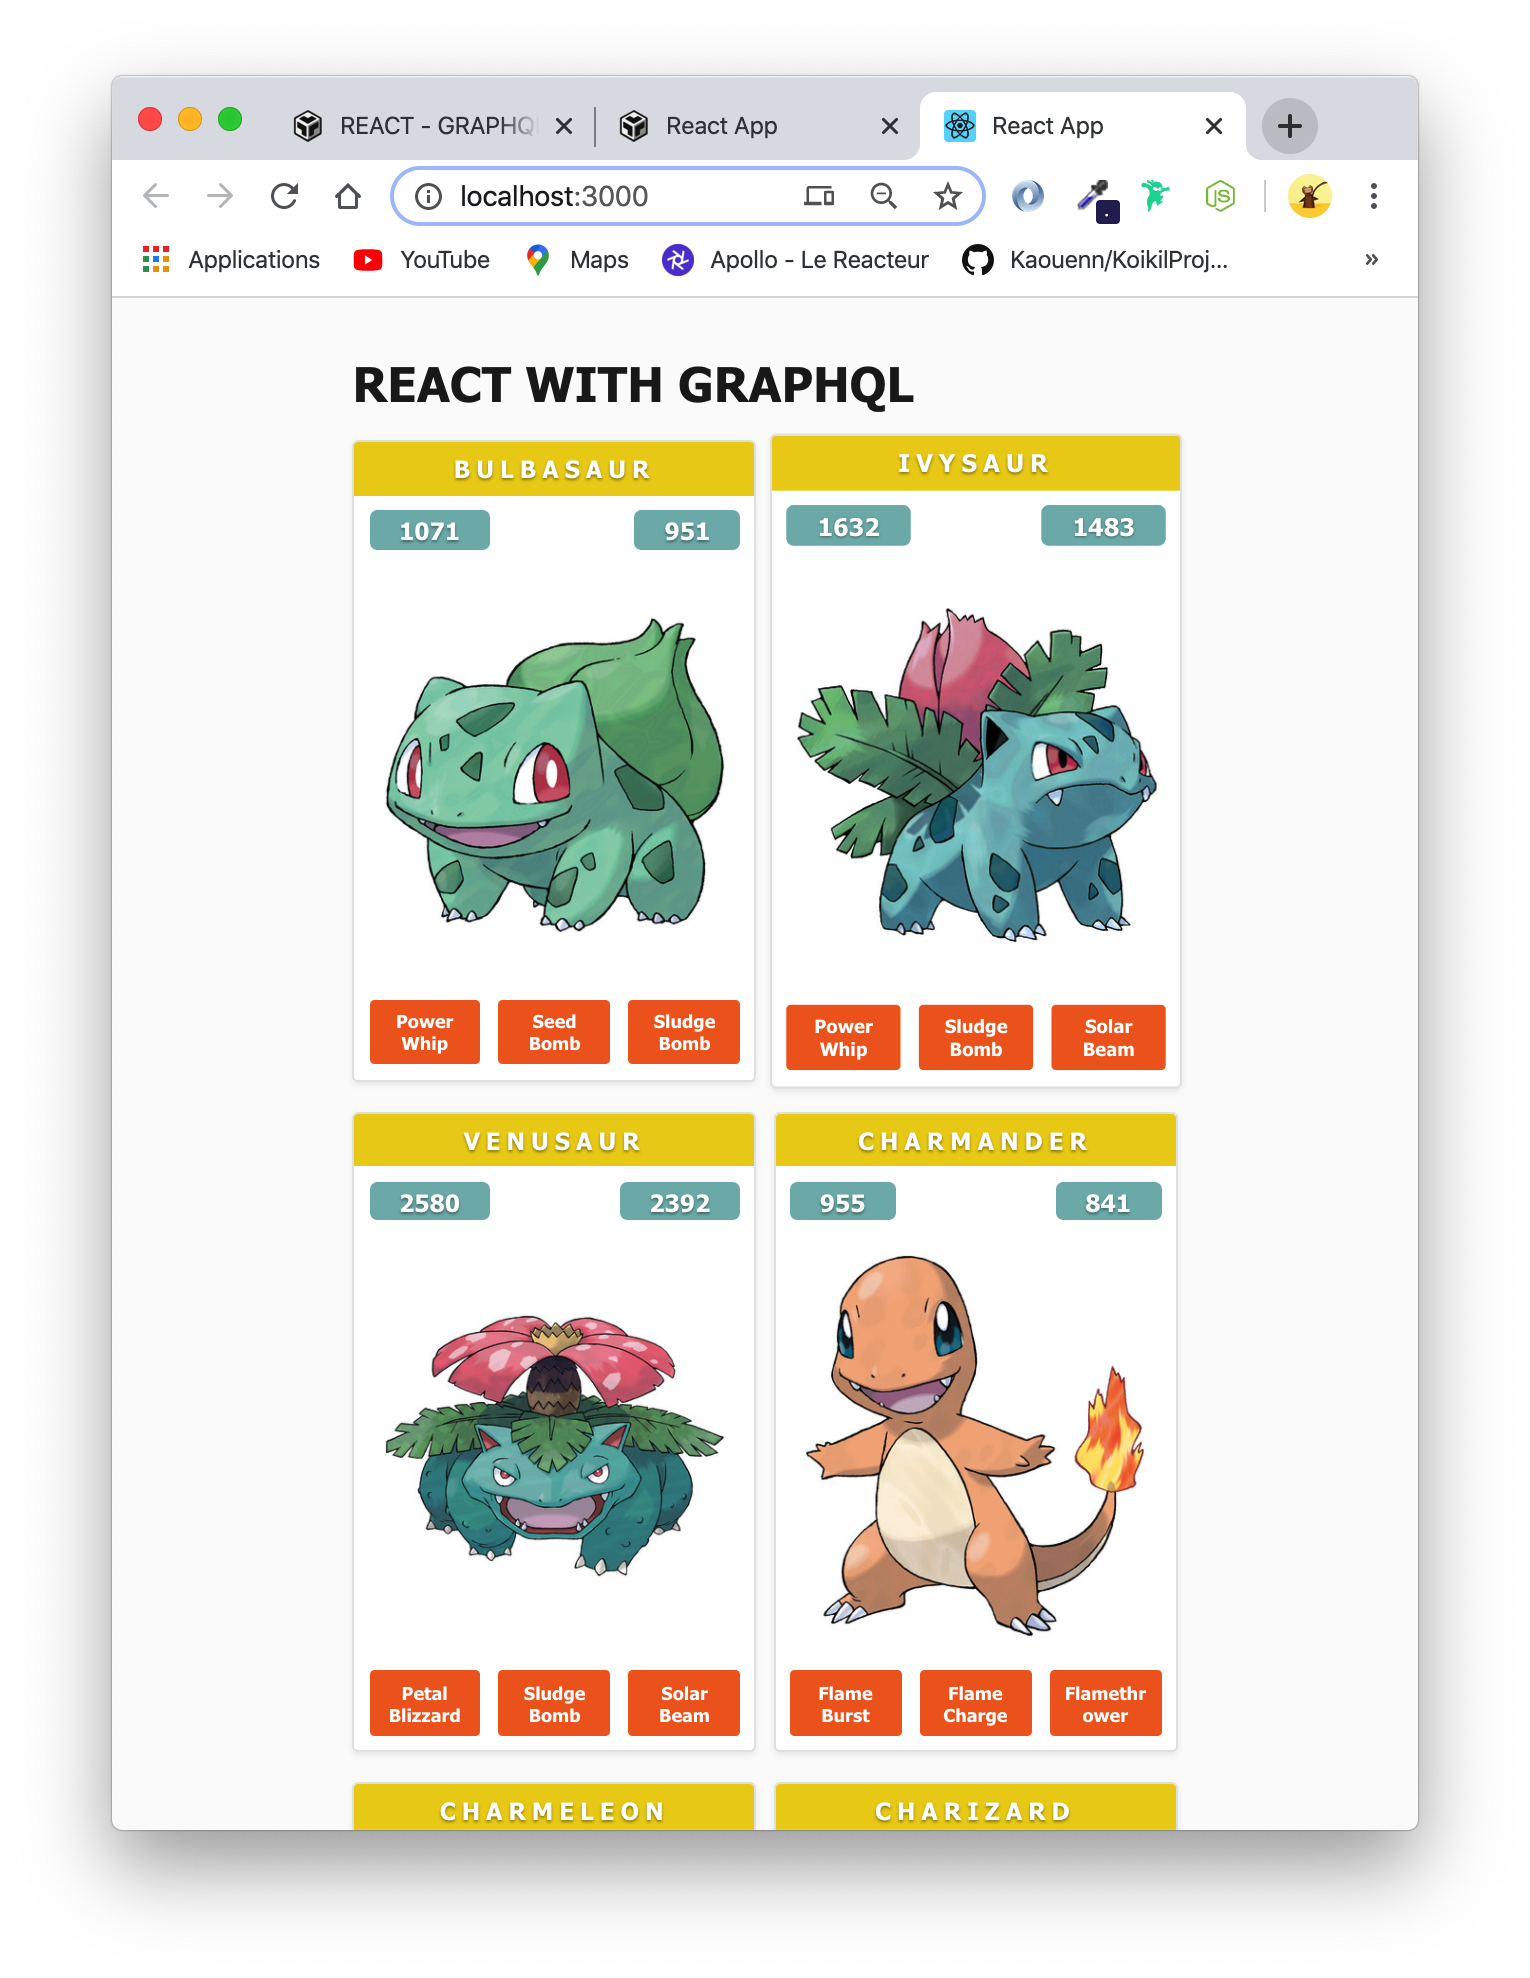 REACT - GRAPHQ
React App
React App
localhost:3000
Applications
YouTube
Maps
Apollo - Le Reacteur
Kaouenn/KoikilProj...
»
REACT WITH GRAPHQL
BULBASAUR
1071
951
Power
Whip
Seed
Bomb
Sludge
Bomb
IVYSAUR
1632
1483
Power
Whip
Sludge
Bomb
Solar
Beam
VENUSAUR
2580
2392
Petal
Blizzard
Sludge
Bomb
Solar
Beam
CHARMANDER
955
841
Flame
Burst
Flame
Charge
Flamethr
ower
CHARMELEON
CHARIZARD